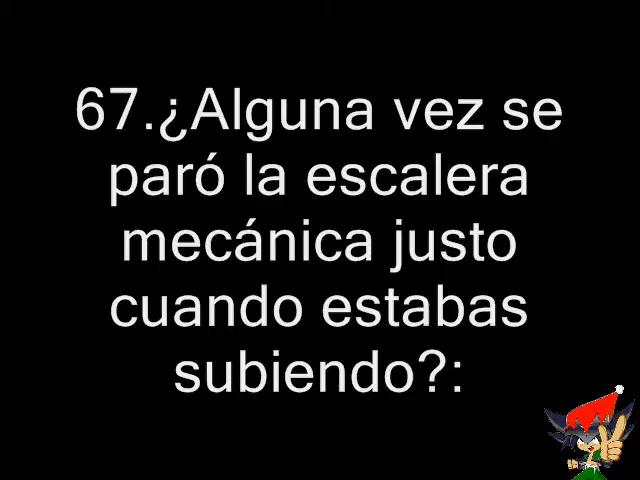 67.¿Alguna vez se
paró la escalera
mecánica justo
cuando estabas
subiendo?: